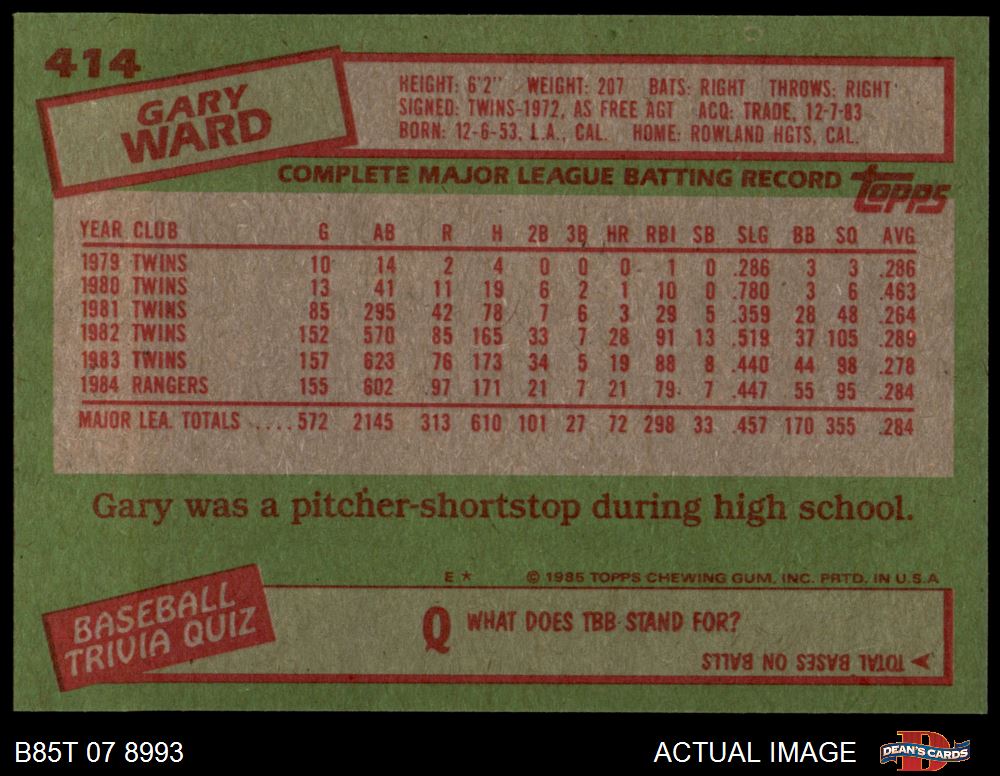 414
GARY
WARD
HEIGHT: 6'2" WEIGHT: 207 BATS: RIGHT THROWS: RIGHT
SIGNED: TWINS-1972, AS FREE AGT ACQ: TRADE, 12-7-83
BORN: 12-6-53, L.A., CAL. HOME: ROWLAND HGTS, CAL.
COMPLETE MAJOR LEAGUE BATTING RECORD topps
YEAR CLUB G AB R H 2B 3B HR RBI SB SLG BB SO AVG
1979 TWINS 10 14 2 4 0 0 0 1 0 .286 3 3 .286
1980 TWINS 13 41 11 19 6 2 1 10 0 .780 3 6 .463
1981 TWINS 85 295 42 78 7 6 3 29 5 .359 28 48 .264
1982 TWINS 152 570 85 165 33 7 28 91 13 .519 37 105 .289
1983 TWINS 157 623 76 173 34 5 19 88 8 .440 44 98 .278
1984 RANGERS 155 602 97 171 21 7 21 79 7 .447 55 95 .284
MAJOR LEA. TOTALS ....572 2145 313 610 101 27 72 298 33 .457 170 355 .284
Gary was a pitcher-shortstop during high school.
E * © 1985 TOPPS CHEWING GUM, INC. PRTD. IN U.S.A
BASEBALL
TRIVIA QUIZ
Q WHAT DOES TBB STAND FOR?
TOTAL BASES ON BALLS
B85T 07 8993 ACTUAL IMAGE DEAN'S CARDS